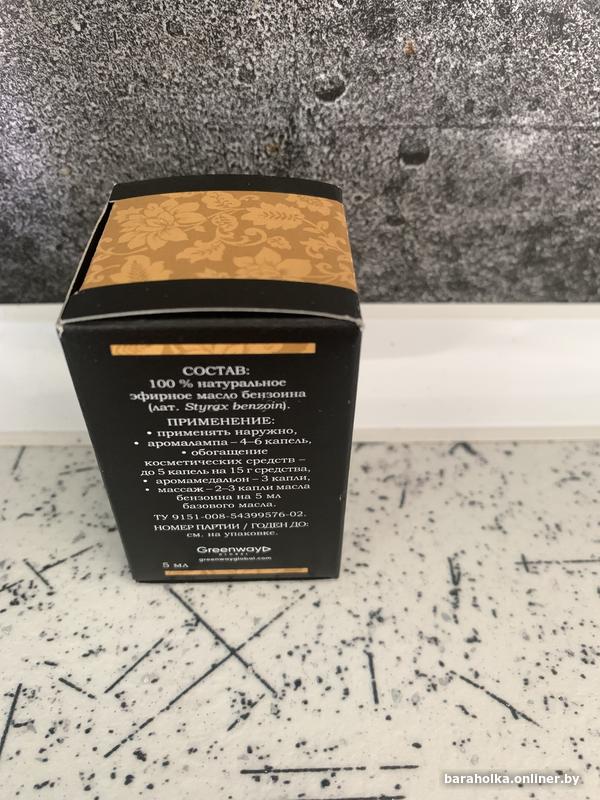 СОСТАВ:
100 % натуральное
эфирное масло бензоина
(лат. Styrax benzoin).
ПРИМЕНЕНИЕ:
• применять наружно,
• аромалампа – 4–6 капель,
• обогащение
косметических средств –
до 5 капель на 15 г средства,
• аромамедальон – 3 капли,
• массаж – 2–3 капли масла
бензоина на 5 мл
базового масла.
ТУ 9151-008-54399576-02.
НОМЕР ПАРТИИ / ГОДЕН ДО:
см. на упаковке.
Greenway
GLOBAL
greenwayglobal.com
5 мл
baraholka.onliner.by